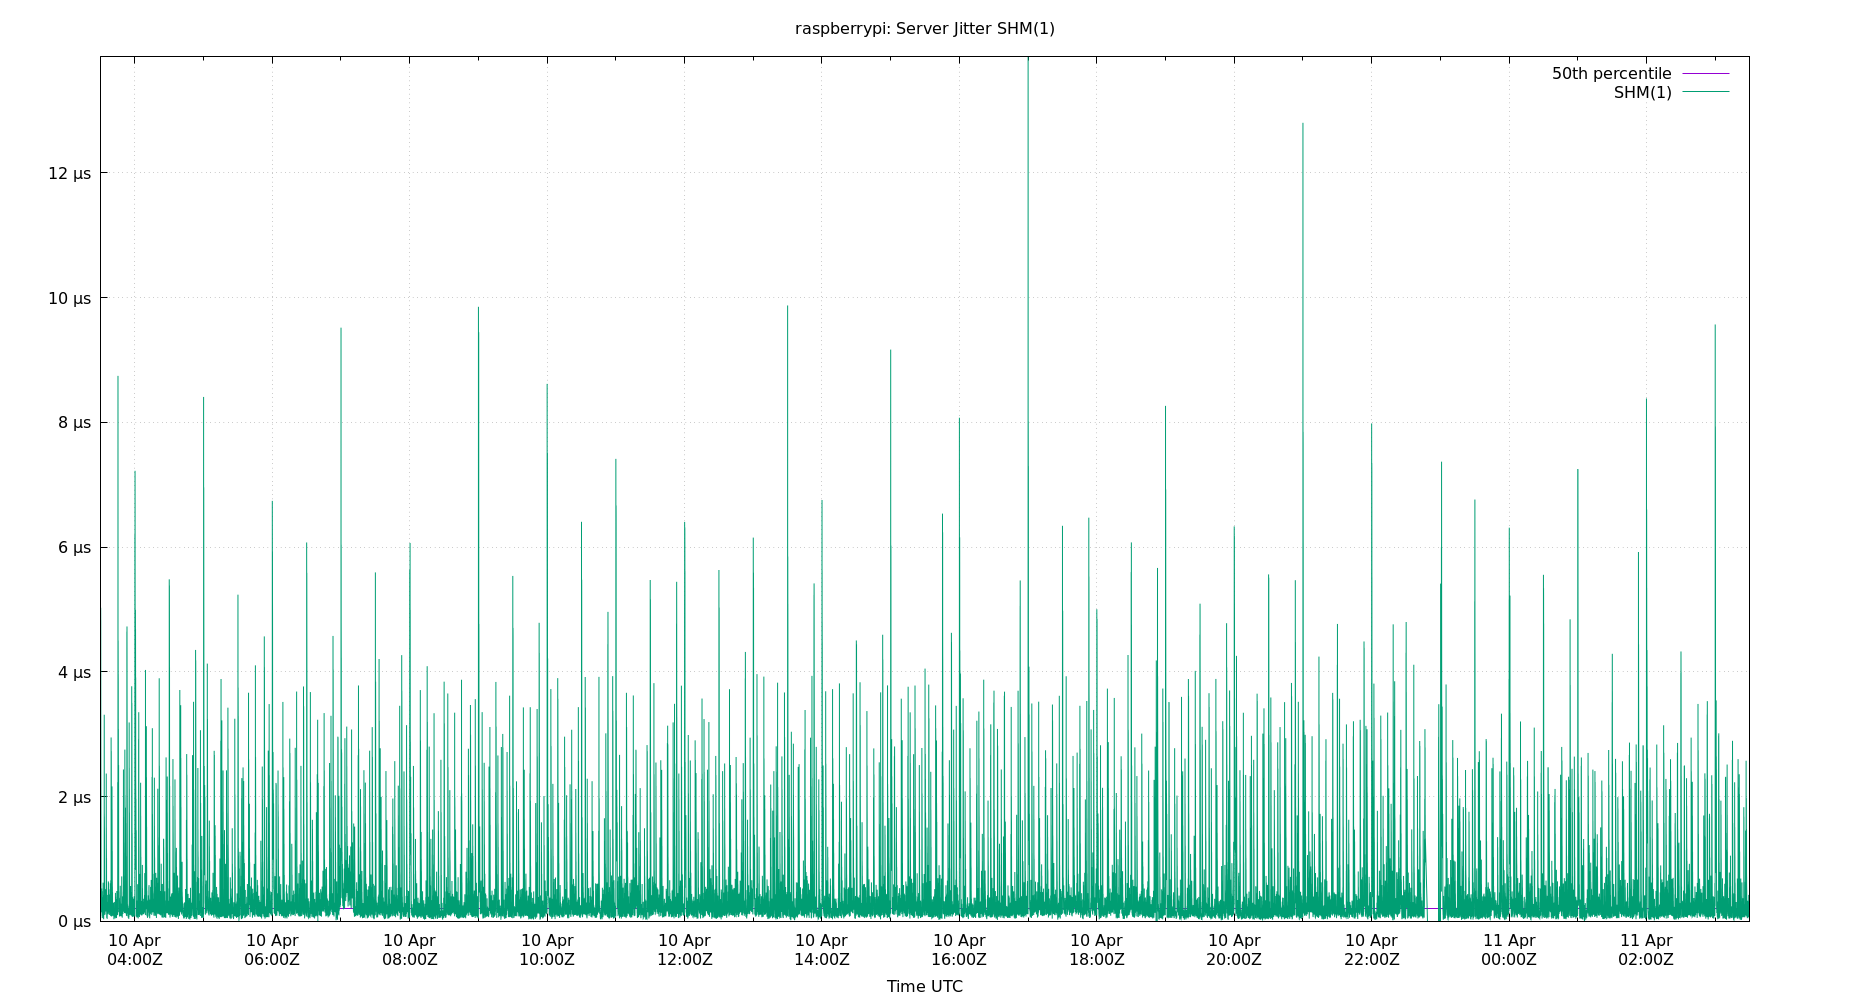 raspberrypi: Server Jitter SHM(1)
50th percentile
SHM(1)
12 μs
10 μs
8 μs
6 μs
4 μs
2 μs
0 μs
10 Apr 10 Apr 10 Apr 10 Apr 10 Apr 10 Apr 10 Apr 10 Apr 10 Apr 10 Apr 11 Apr 11 Apr
04:00Z 06:00Z 08:00Z 10:00Z 12:00Z 14:00Z 16:00Z 18:00Z 20:00Z 22:00Z 00:00Z 02:00Z
Time UTC